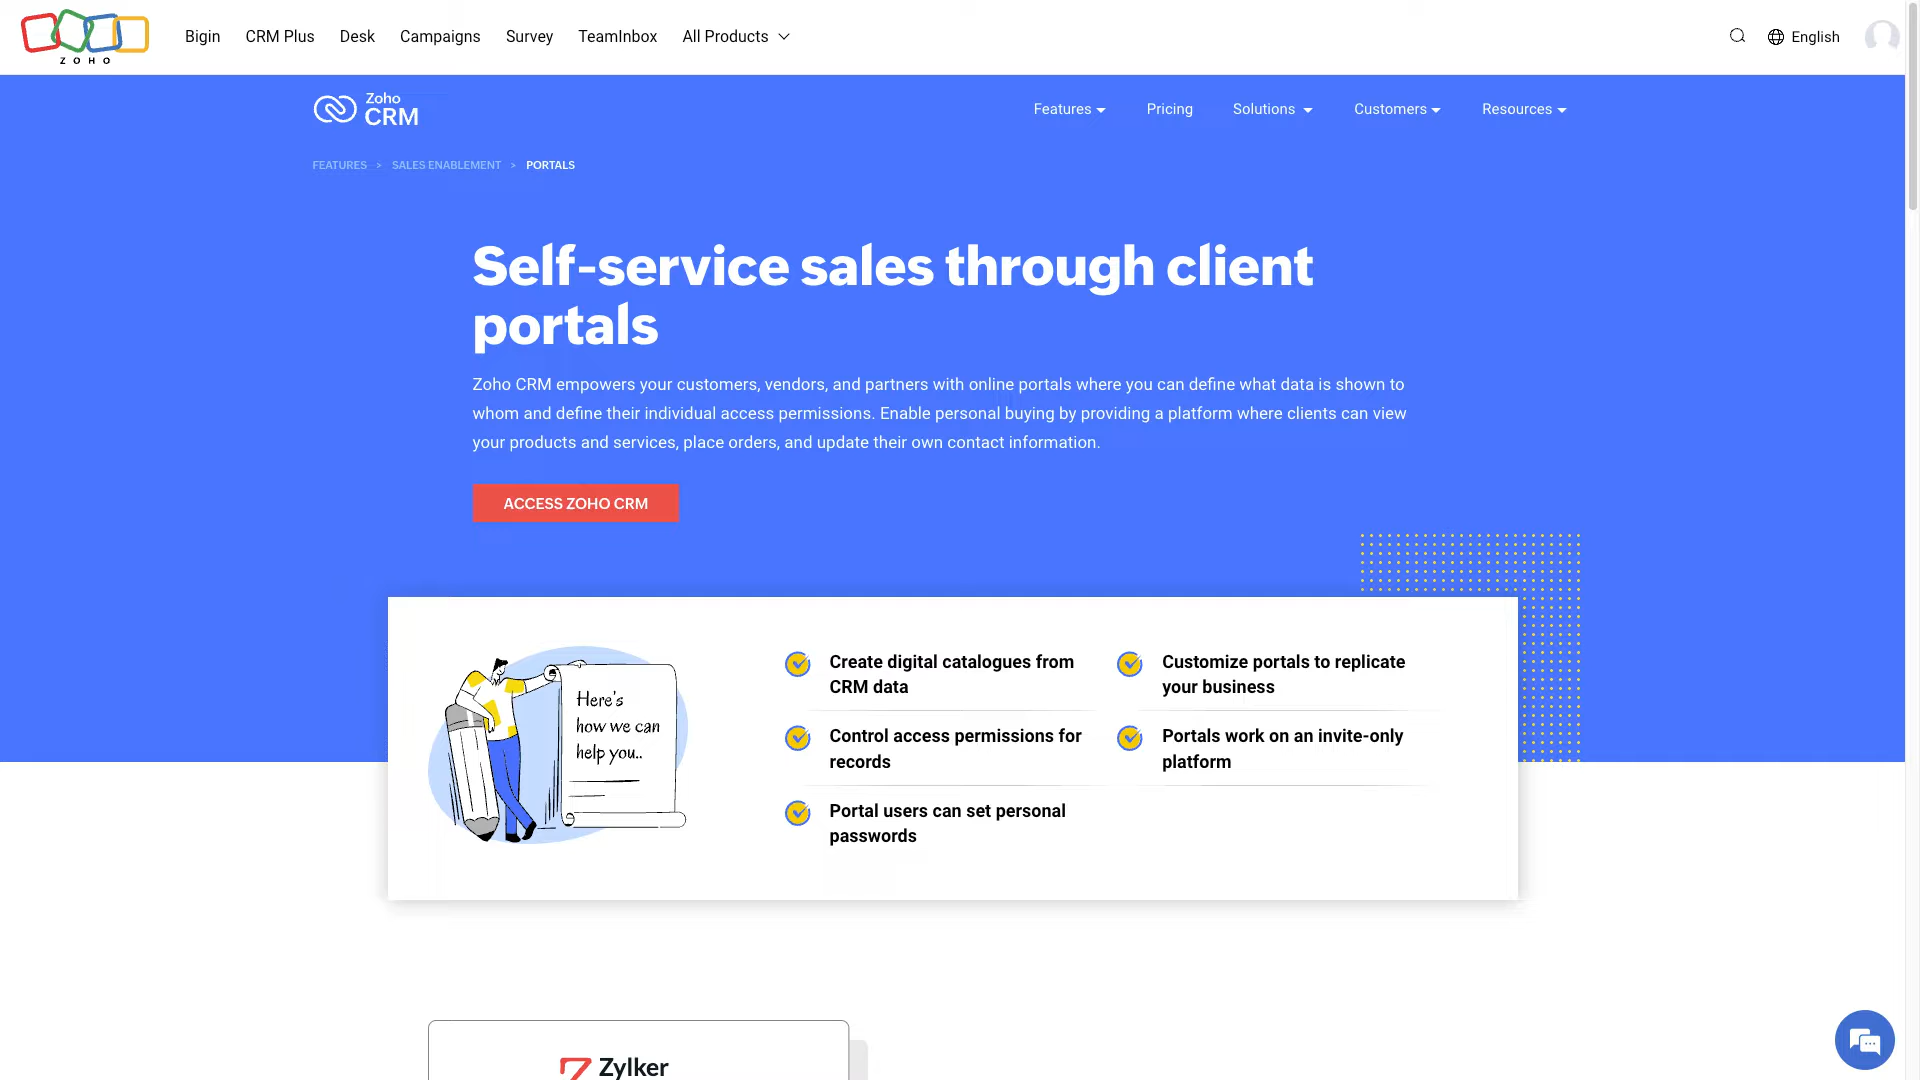 ZOHO
Bigin
CRM Plus
Desk
Campaigns
Survey
TeamInbox
All Products
English
Zoho
CRM
Features
Pricing
Solutions
Customers
Resources
FEATURES > SALES ENABLEMENT > PORTALS
Self-service sales through client
portals
Zoho CRM empowers your customers, vendors, and partners with online portals where you can define what data is shown to
whom and define their individual access permissions. Enable personal buying by providing a platform where clients can view
your products and services, place orders, and update their own contact information.
ACCESS ZOHO CRM
Here's
how we can
help you..
Create digital catalogues from
CRM data
Customize portals to replicate
your business
Control access permissions for
records
Portals work on an invite-only
platform
Portal users can set personal
passwords
Zylker